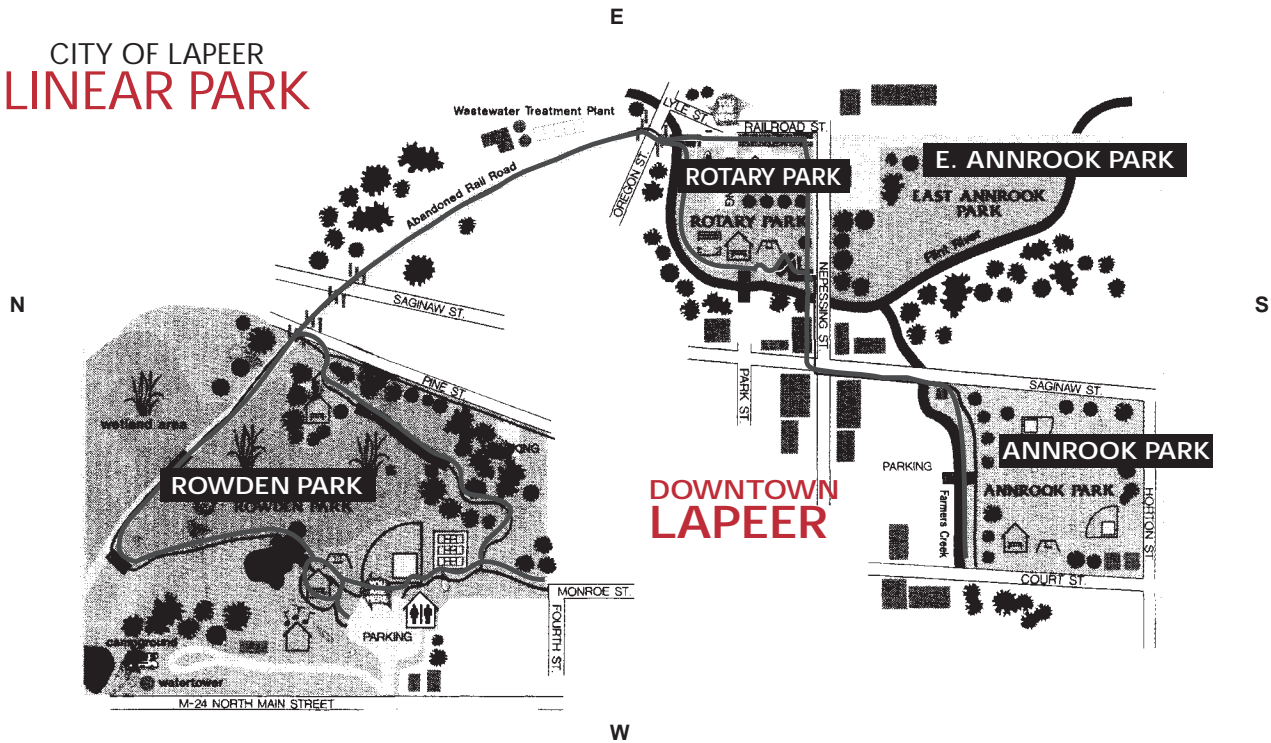 E
CITY OF LAPEER
LINEAR PARK
Wastewater Treatment Plant
LYLE ST.
RAILROAD ST.
OREGON ST.
Abandoned Rail Road
ROTARY PARK
ROTARY PARK
E. ANNROOK PARK
EAST ANNROOK
PARK
Flint River
NEPESSING ST.
N
S
SAGINAW ST.
PINE ST.
PARK ST.
SAGINAW ST.
wetland area
ROWDEN PARK
ROWDEN PARK
PARKING
ANNROOK PARK
ANNROOK PARK
HORTON ST.
Farmers Creek
COURT ST.
DOWNTOWN
LAPEER
MONROE ST.
FOURTH ST.
PARKING
campground
watertower
M-24 NORTH MAIN STREET
W